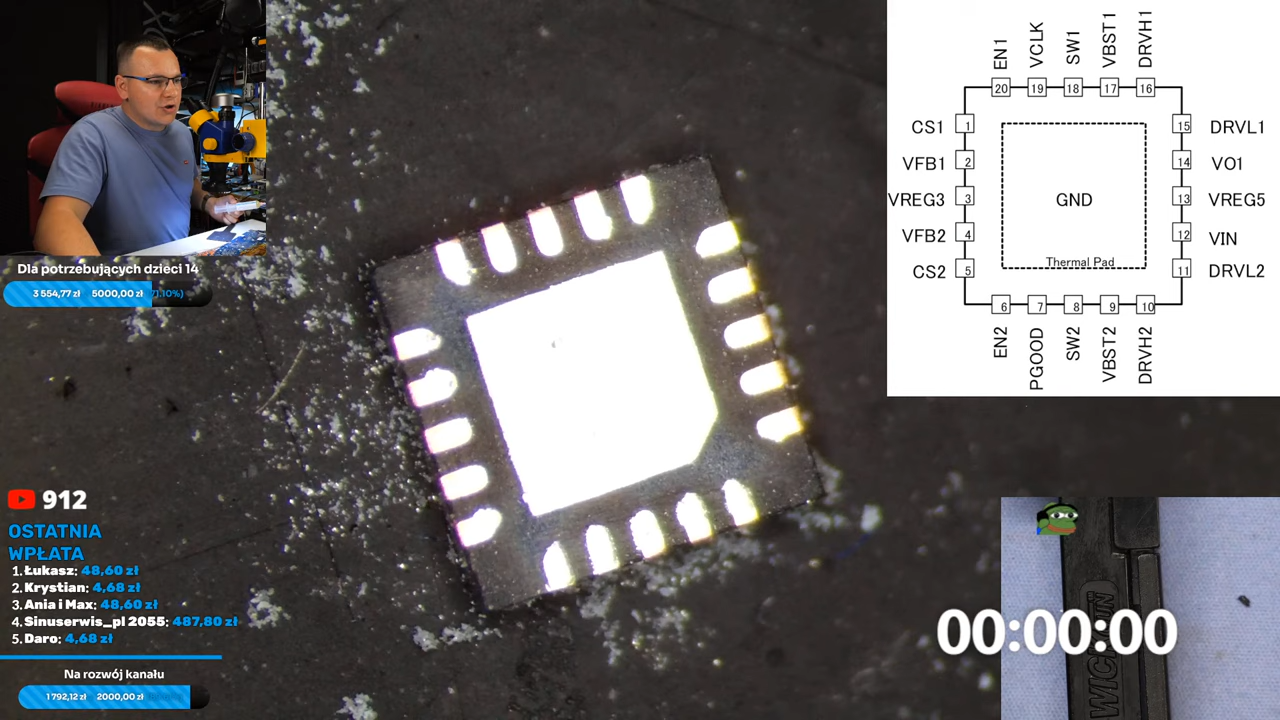 Dla potrzebujących dzieci 14
3 554,77 zł 5000,00 zł (71.10%)
912
OSTATNIA
WPŁATA
1. Łukasz: 48,60 zł
2. Krystian: 4,68 zł
3. Ania i Max: 48,60 zł
4. Sinuserwis_pl 2055: 487,80 zł
5. Daro: 4,68 zł
Na rozwój kanału
1 792,12 zł 2000,00 zł
EN1
VCLK
SW1
VBST1
DRVH1
20 19 18 17 16
CS1 1 15 DRVL1
VFB1 2 14 VO1
VREG3 3 GND 13 VREG5
VFB2 4 12 VIN
CS2 5 Thermal Pad 11 DRVL2
6 7 8 9 10
EN2
PGOOD
SW2
VBST2
DRVH2
00:00:00